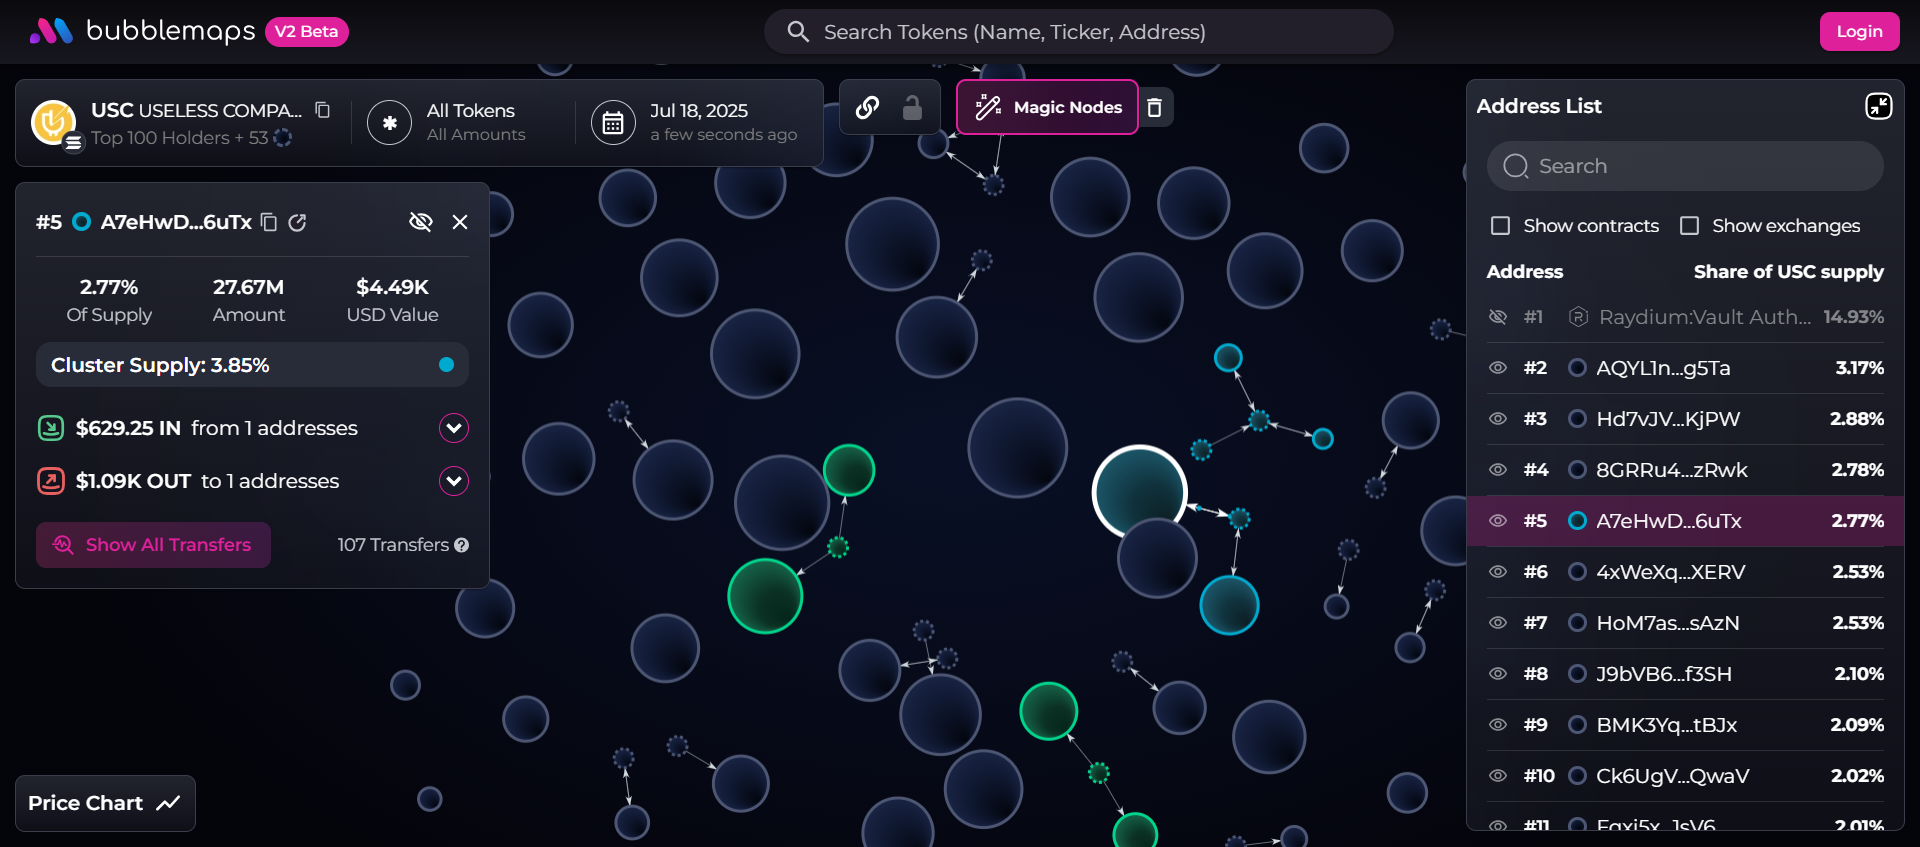 bubblemaps V2 Beta
Search Tokens (Name, Ticker, Address)
Login
USC USELESS COMPA...
Top 100 Holders + 53
All Tokens
All Amounts
Jul 18, 2025
a few seconds ago
Magic Nodes
#5 A7eHwD...6uTx
2.77% 27.67M $4.49K
Of Supply Amount USD Value
Cluster Supply: 3.85%
$629.25 IN from 1 addresses
$1.09K OUT to 1 addresses
Show All Transfers 107 Transfers
Price Chart
Address List
Search
Show contracts Show exchanges
Address Share of USC supply
#1 Raydium:Vault Auth... 14.93%
#2 AQYL1n...g5Ta 3.17%
#3 Hd7vJV...KjPW 2.88%
#4 8GRRu4...zRwk 2.78%
#5 A7eHwD...6uTx 2.77%
#6 4xWeXq...XERV 2.53%
#7 HoM7as...sAzN 2.53%
#8 J9bVB6...f3SH 2.10%
#9 BMK3Yq...tBJx 2.09%
#10 Ck6UgV...QwaV 2.02%
#11 2.01%